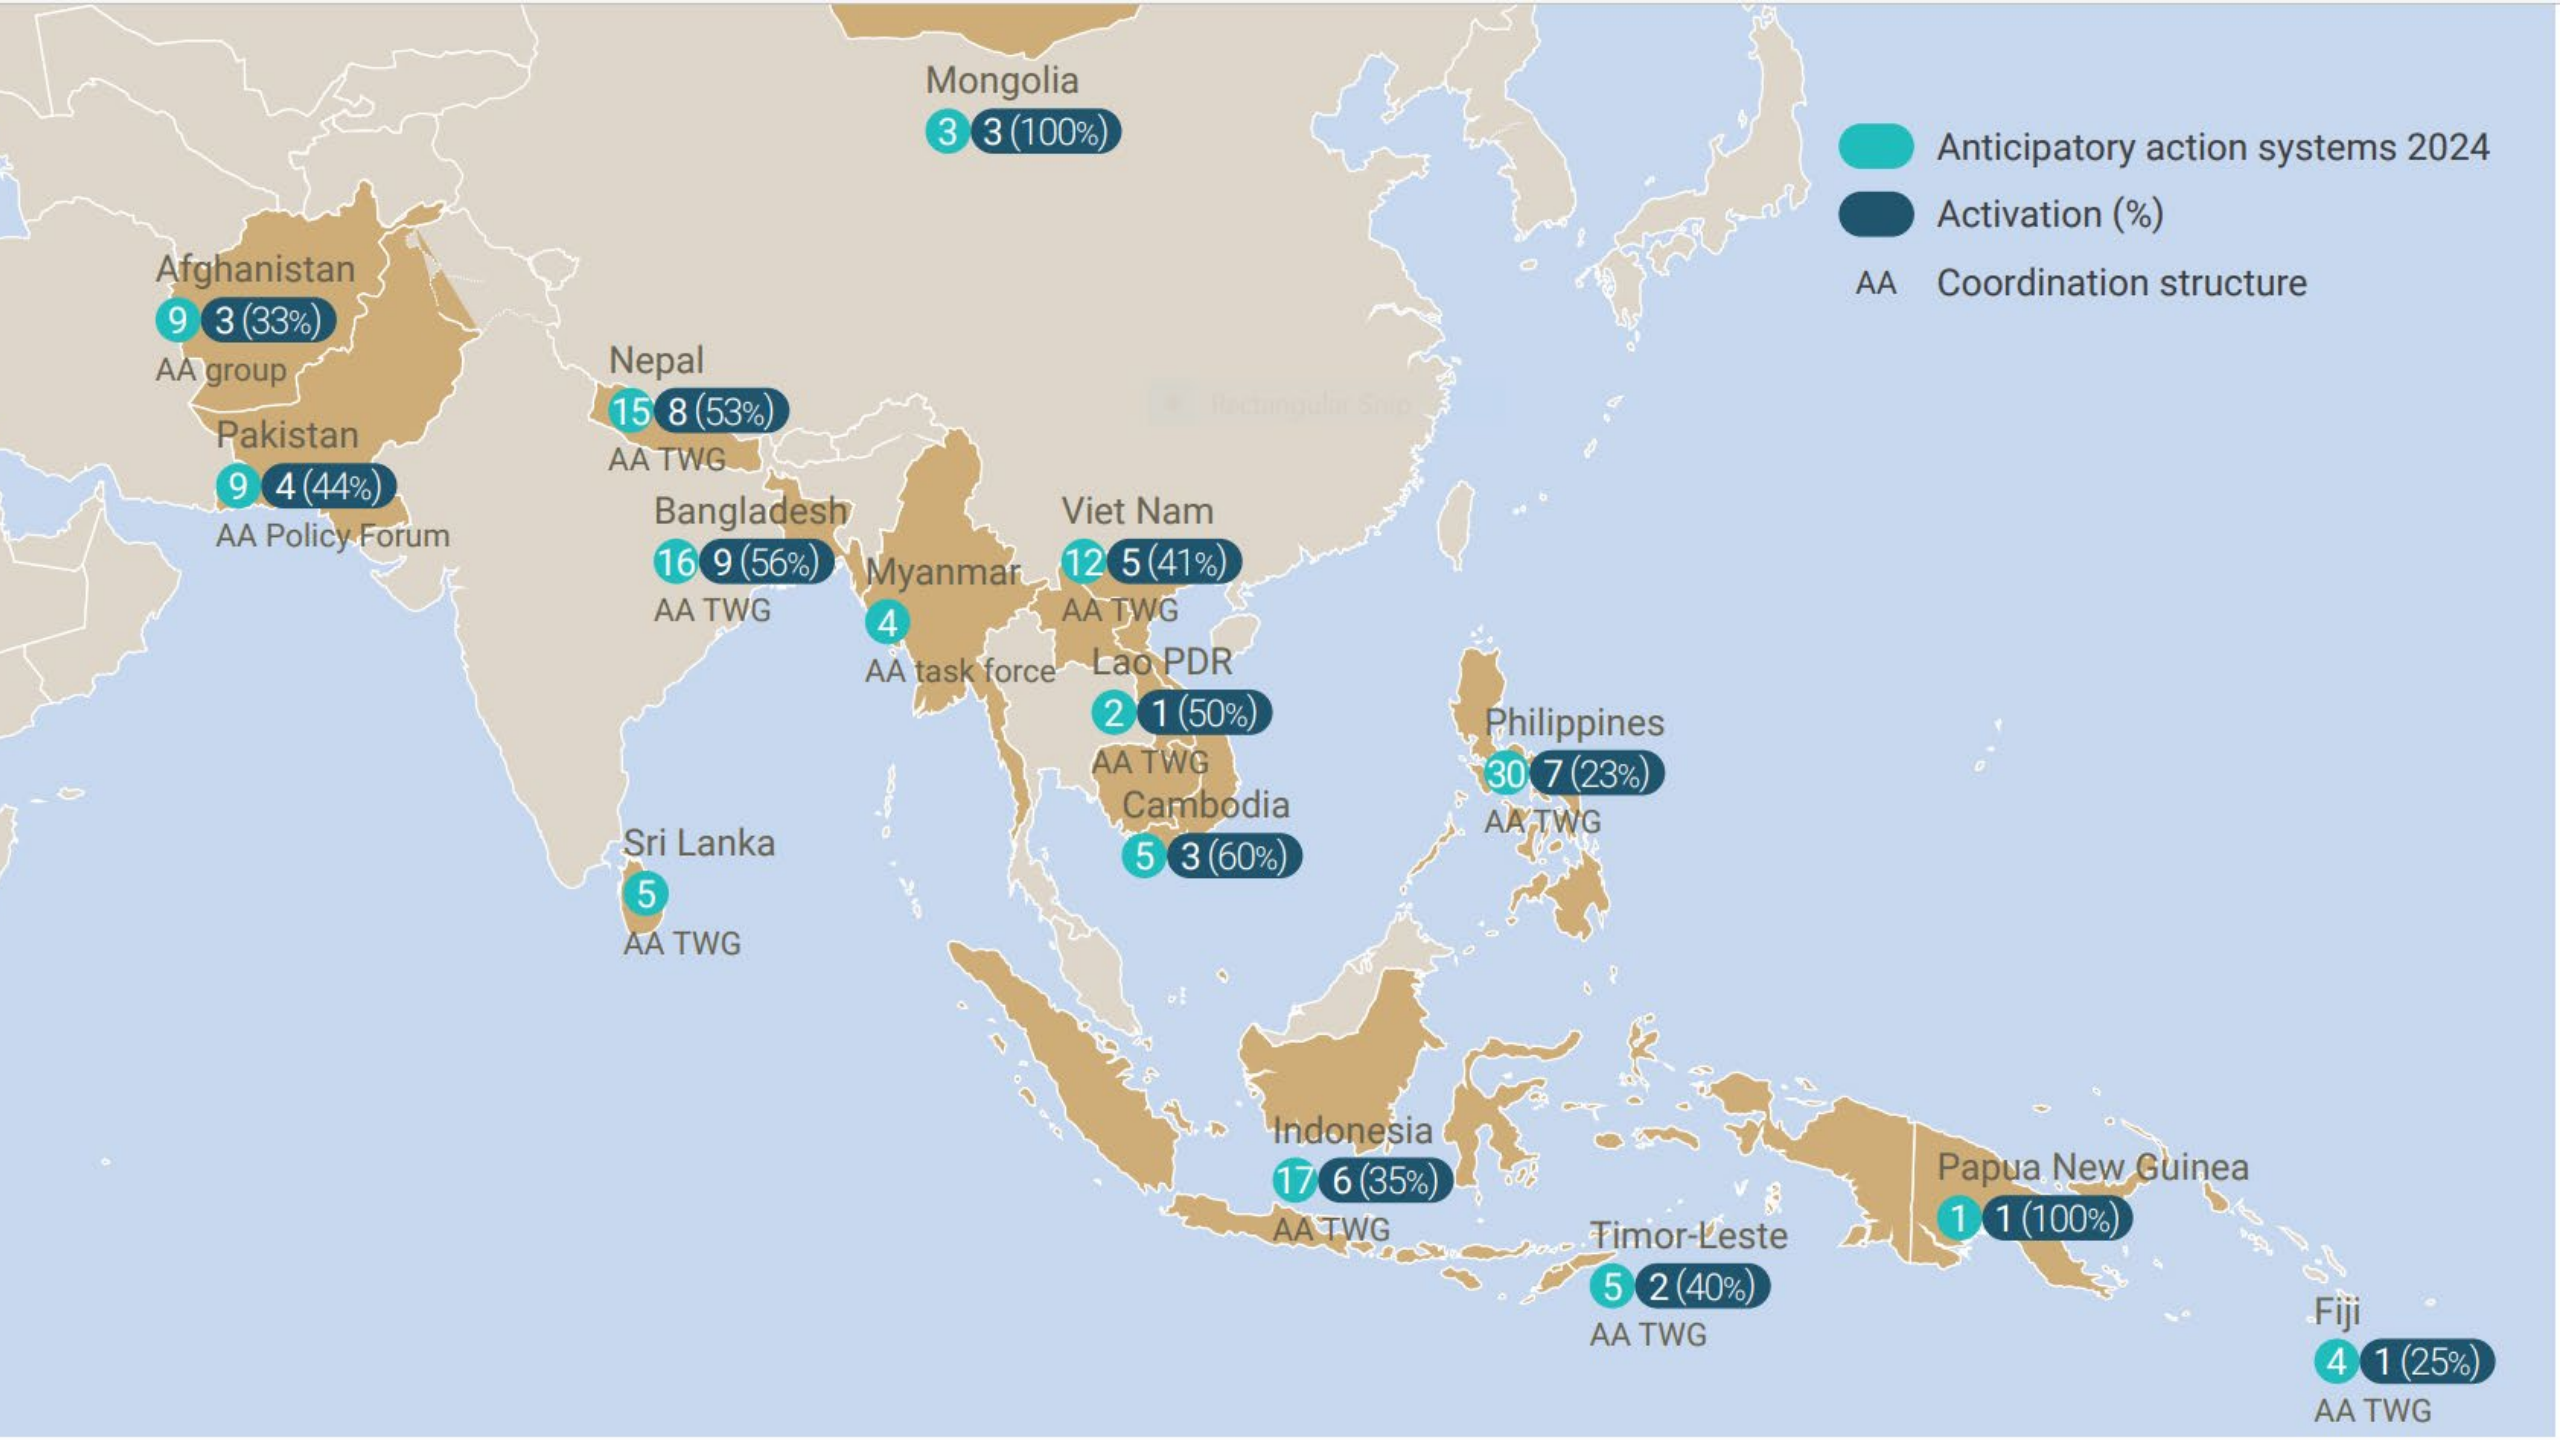 Mongolia
3 3 (100%)
Anticipatory action systems 2024
Activation (%)
AA Coordination structure
Afghanistan
9 3 (33%)
AA group
Nepal
15 8 (53%)
AA TWG
Rectangular Snip
Pakistan
9 4 (44%)
AA Policy Forum
Bangladesh
16 9 (56%)
AA TWG
Viet Nam
12 5 (41%)
AA TWG
Myanmar
4
AA task force
Lao PDR
2 1 (50%)
AA TWG
Philippines
30 7 (23%)
AA TWG
Cambodia
5 3 (60%)
Sri Lanka
5
AA TWG
Indonesia
17 6 (35%)
AA TWG
Papua New Guinea
1 1 (100%)
Timor-Leste
5 2 (40%)
AA TWG
Fiji
4 1 (25%)
AA TWG